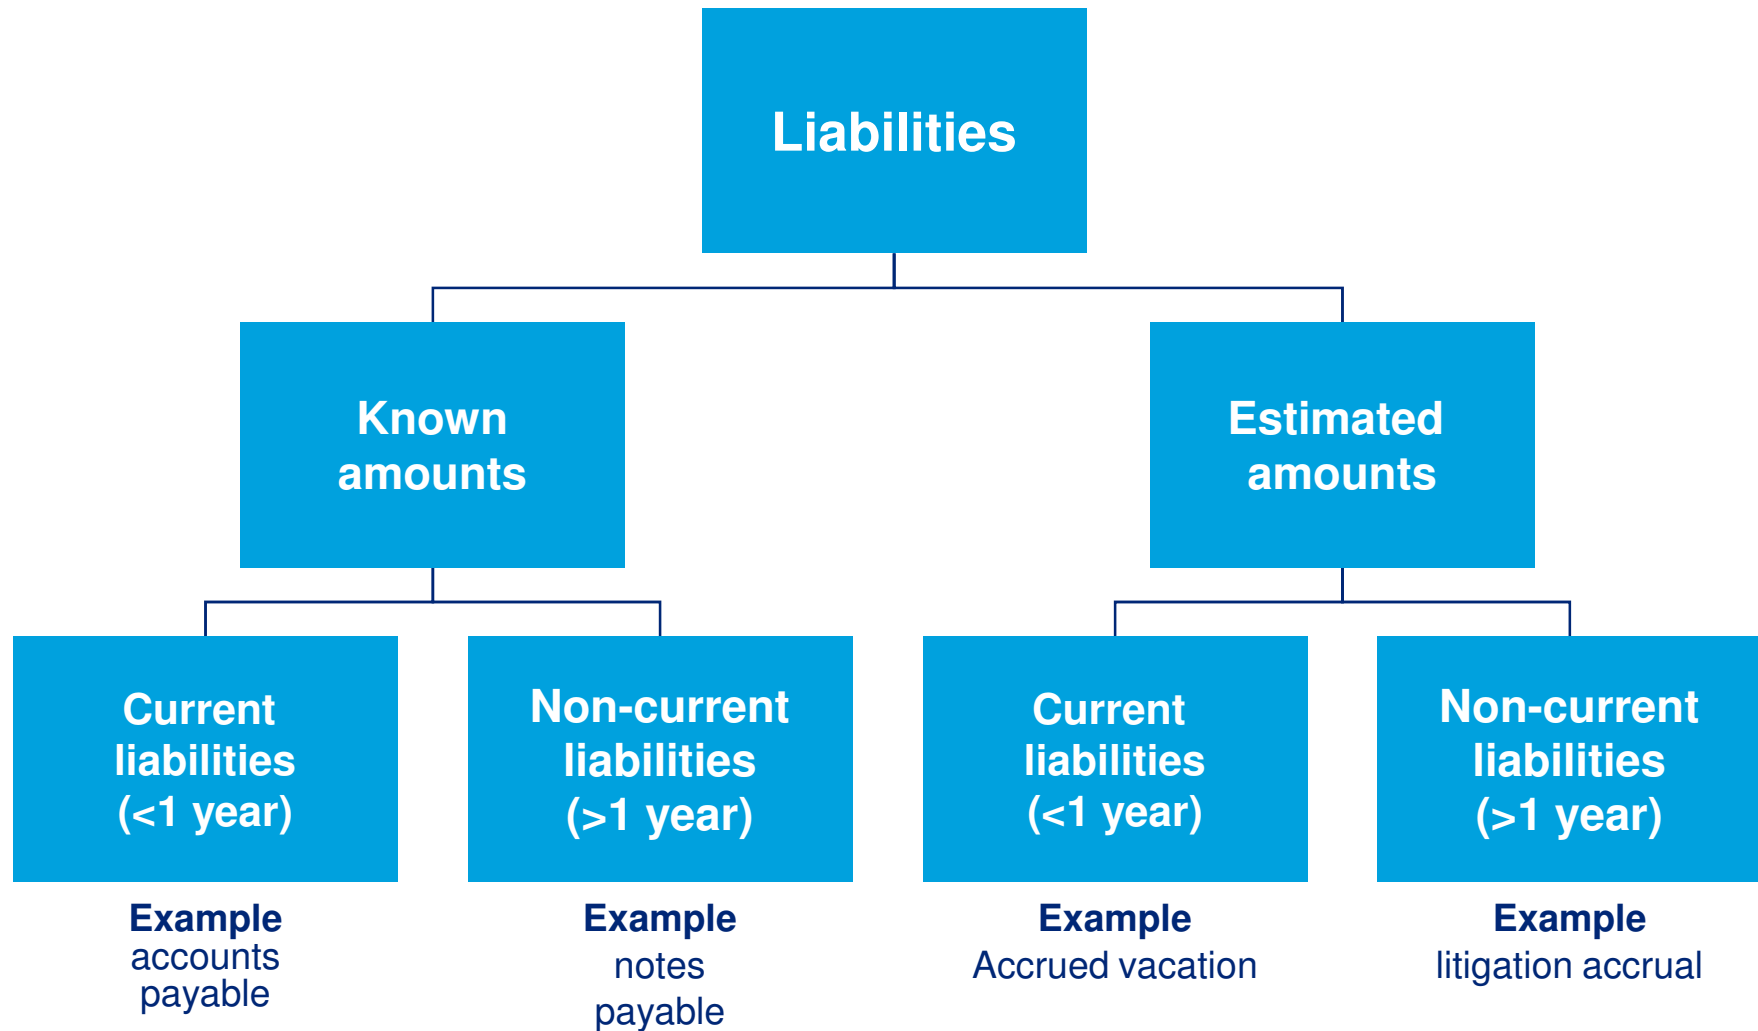 Liabilities
Known
amounts
Estimated
amounts
Current
liabilities
(<1 year)
Non-current
liabilities
(>1 year)
Current
liabilities
(<1 year)
Non-current
liabilities
(>1 year)
Example
accounts
payable
Example
notes
payable
Example
Accrued vacation
Example
litigation accrual